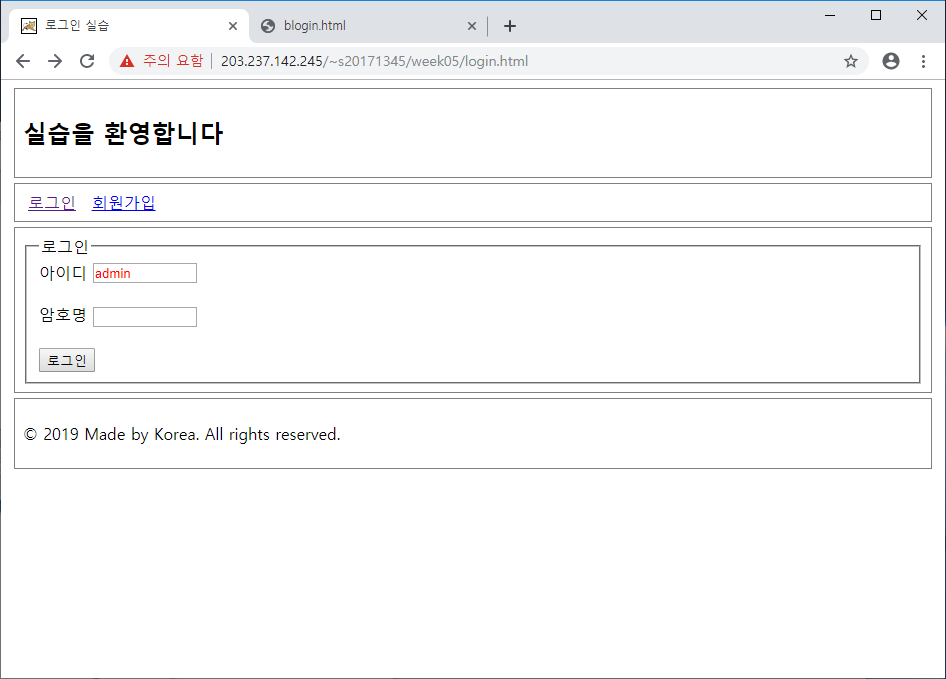 로그인 실습
blogin.html
주의 요함
203.237.142.245/~s20171345/week05/login.html
실습을 환영합니다
로그인 회원가입
로그인
아이디 admin
암호명
로그인
© 2019 Made by Korea. All rights reserved.